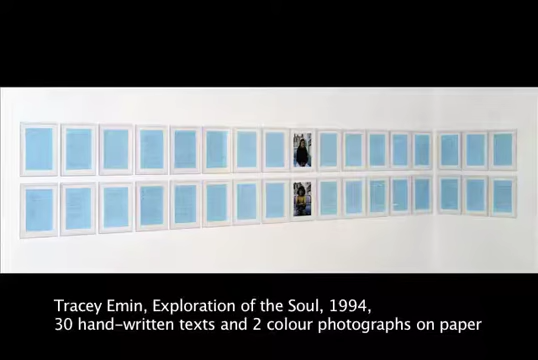 Tracey Emin, Exploration of the Soul, 1994,
30 hand-written texts and 2 colour photographs on paper